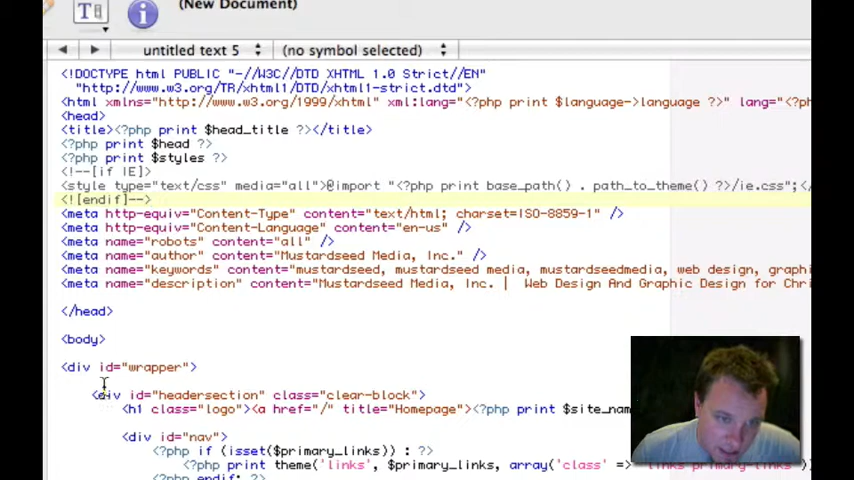 (New Document)
untitled text 5
(no symbol selected)
<!DOCTYPE html PUBLIC "-//W3C//DTD XHTML 1.0 Strict//EN"
"http://www.w3.org/TR/xhtml1/DTD/xhtml1-strict.dtd">
<html xmlns="http://www.w3.org/1999/xhtml" xml:lang="<?php print $language->language ?>" lang="<?p
<head>
<title><?php print $head_title ?></title>
<?php print $head ?>
<?php print $styles ?>
<!--[if IE]>
<style type="text/css" media="all">@import "<?php print base_path() . path_to_theme() ?>/ie.css";</
<![endif]-->
<meta http-equiv="Content-Type" content="text/html; charset=ISO-8859-1" />
<meta http-equiv="Content-Language" content="en-us" />
<meta name="robots" content="all" />
<meta name="author" content="Mustardseed Media, Inc." />
<meta name="keywords" content="mustardseed, mustardseed media, mustardseedmedia, web design, graphi
<meta name="description" content="Mustardseed Media, Inc. | Web Design And Graphic Design for Chri
</head>
<body>
<div id="wrapper">
<div id="headersection" class="clear-block">
<h1 class="logo"><a href="/" title="Homepage"><?php print $site_nam
<div id="nav">
<?php if (isset($primary_links)) : ?>
<?php print theme('links', $primary_links, array('class' => 'links primary-links'))
<?php endif; ?>